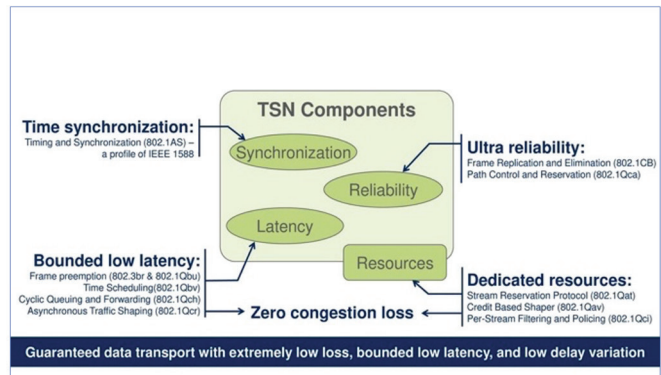 TSN Components
Time synchronization:
Timing and Synchronization (802.1AS) –
a profile of IEEE 1588
Synchronization
Ultra reliability:
Frame Replication and Elimination (802.1CB)
Path Control and Reservation (802.1Qca)
Reliability
Latency
Bounded low latency:
Frame preemption (802.3br & 802.1Qbu)
Time Scheduling(802.1Qbv)
Cyclic Queuing and Forwarding (802.1Qch)
Asynchronous Traffic Shaping (802.1Qcr)
Resources
Dedicated resources:
Stream Reservation Protocol (802.1Qat)
Credit Based Shaper (802.1Qav)
Per-Stream Filtering and Policing (802.1Qci)
Zero congestion loss
Guaranteed data transport with extremely low loss, bounded low latency, and low delay variation